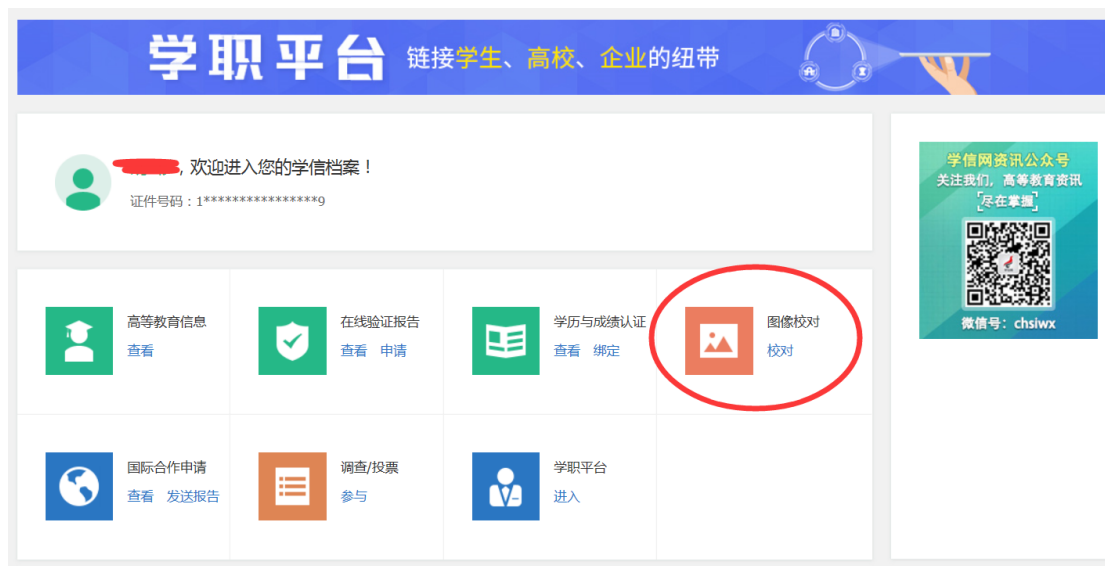 学职平台 链接学生、高校、企业的纽带
，欢迎进入您的学信档案！
证件号码：1****************9
学信网资讯公众号
关注我们，高等教育资讯
「尽在掌握」
微信号：chsiwx
高等教育信息
查看
在线验证报告
查看 申请
学历与成绩认证
查看 绑定
图像校对
校对
国际合作申请
查看 发送报告
调查/投票
参与
学职平台
进入